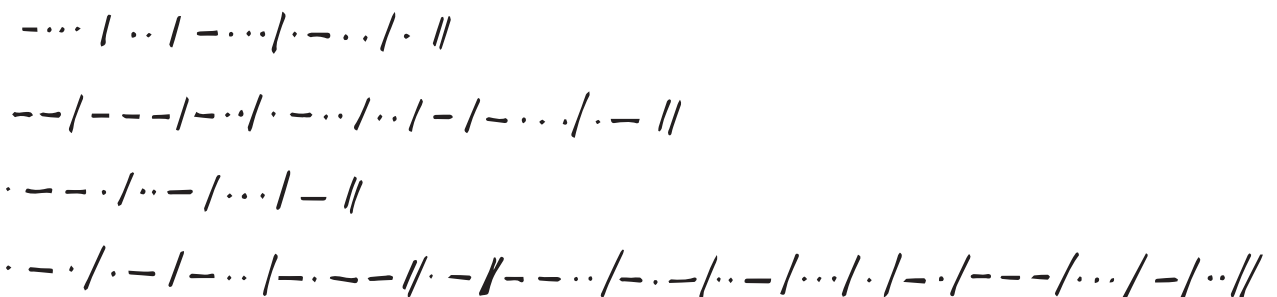 -··· / ·· / -··· / ·-·· / · //
-- / --- / -·· / ·-·· / ·· / - / -··· / ·- //
·--· / ··- / ··· / - //
·-· / ·- / -·· / -·-- // ·- // --·· / -·- / ··- / ··· / · / -· / --- / ··· / - / ·· //